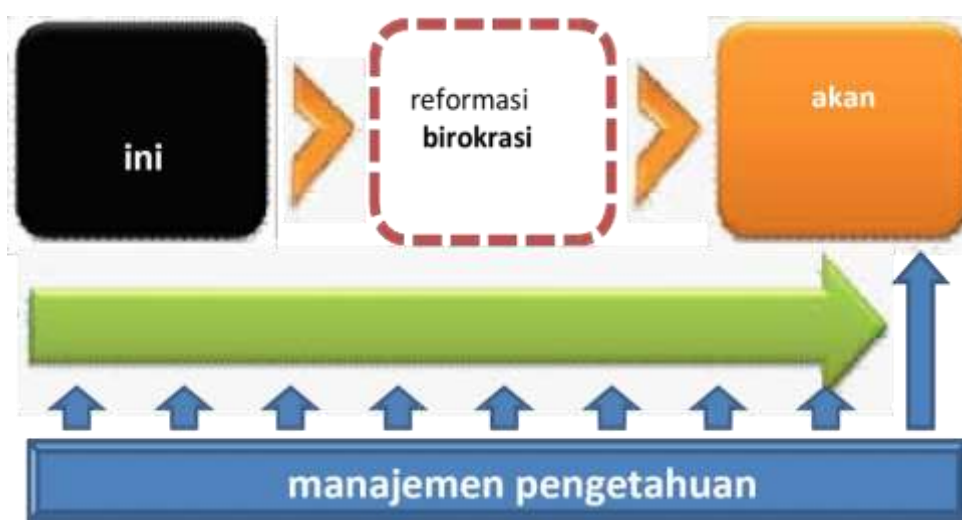 ini
reformasi
birokrasi
akan
manajemen pengetahuan